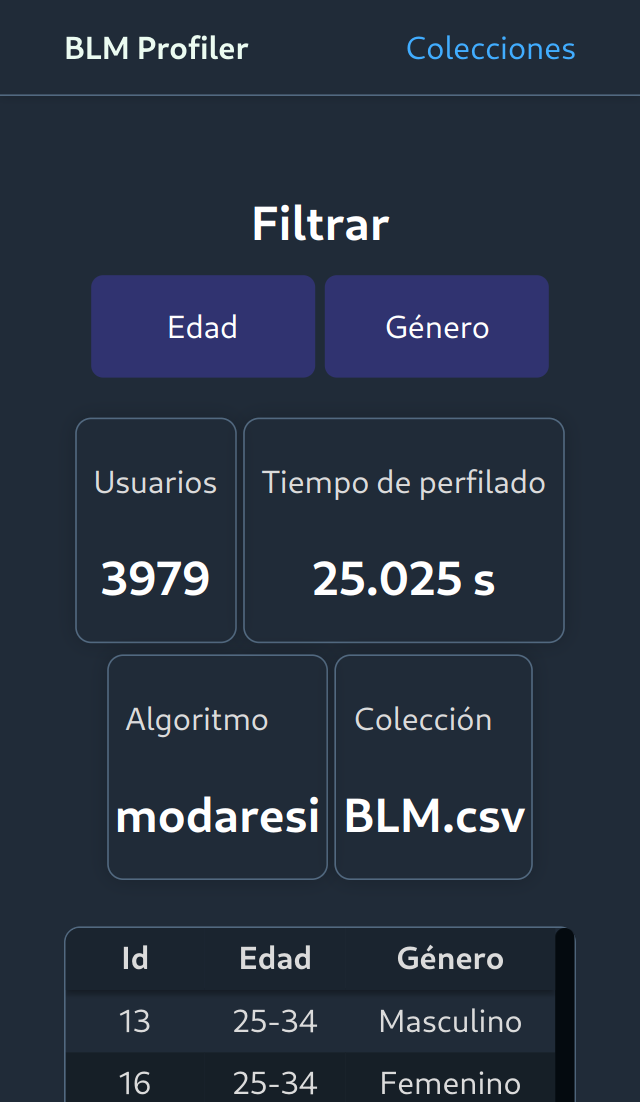 BLM Profiler Colecciones
Filtrar
Edad Género
Usuarios Tiempo de perfilado
3979 25.025 s
Algoritmo Colección
modaresi BLM.csv
Id Edad Género
13 25-34 Masculino
16 25-34 Femenino